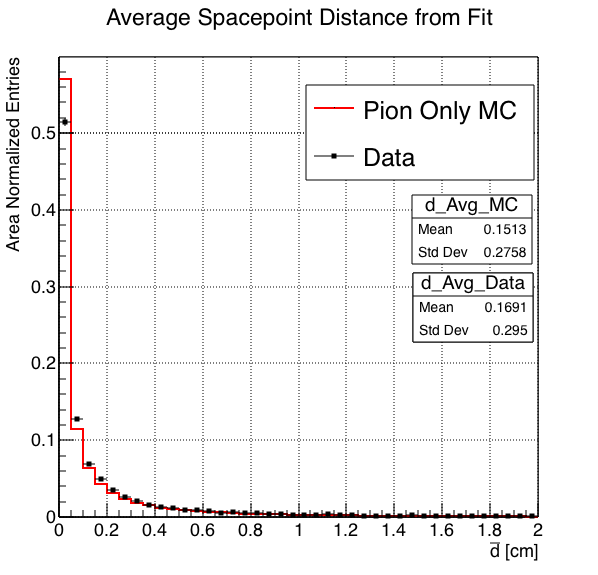 Average Spacepoint Distance from Fit
Area Normalized Entries
Pion Only MC
Data
d_Avg_MC
Mean 0.1513
Std Dev 0.2758
d_Avg_Data
Mean 0.1691
Std Dev 0.295
0.5
0.4
0.3
0.2
0.1
0
0 0.2 0.4 0.6 0.8 1 1.2 1.4 1.6 1.8 2
d̅ [cm]